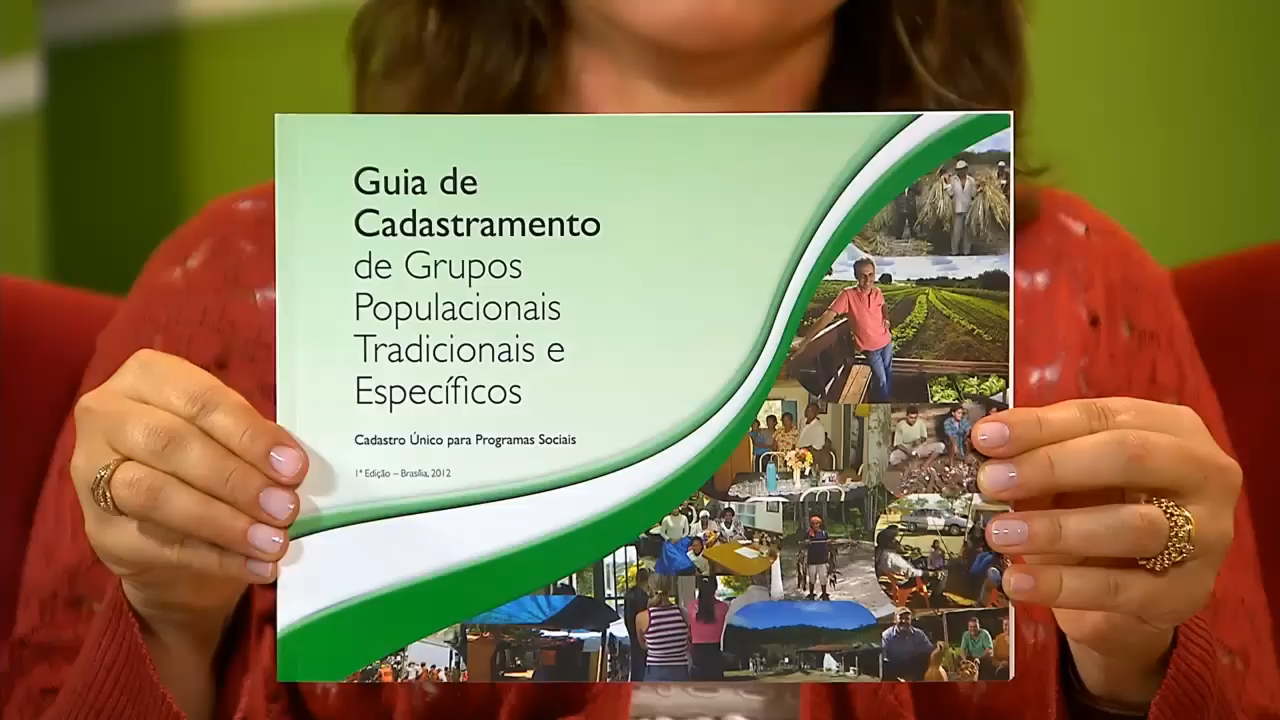 Guia de
Cadastramento
de Grupos
Populacionais
Tradicionais e
Específicos
Cadastro Único para Programas Sociais
1ª Edição – Brasília, 2012